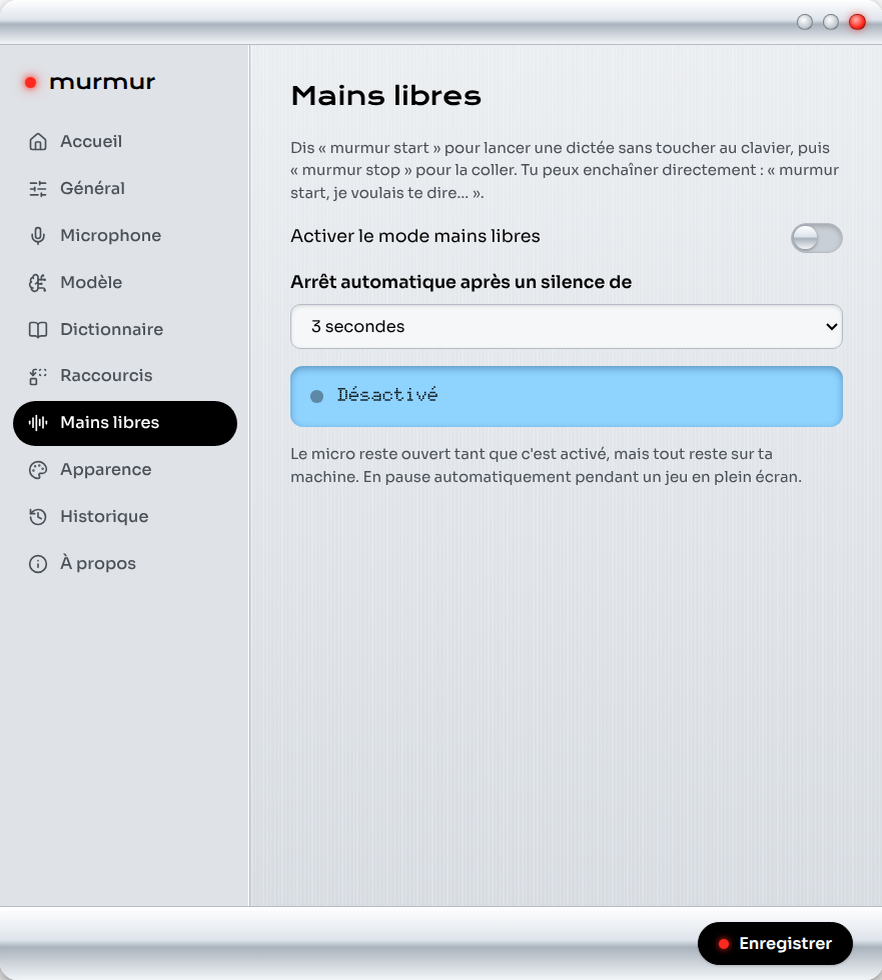 murmur
Accueil
Général
Microphone
Modèle
Dictionnaire
Raccourcis
Mains libres
Apparence
Historique
À propos
Mains libres
Dis « murmur start » pour lancer une dictée sans toucher au clavier, puis
« murmur stop » pour la coller. Tu peux enchaîner directement : « murmur
start, je voulais te dire... ».
Activer le mode mains libres
Arrêt automatique après un silence de
3 secondes
Désactivé
Le micro reste ouvert tant que c'est activé, mais tout reste sur ta
machine. En pause automatiquement pendant un jeu en plein écran.
Enregistrer